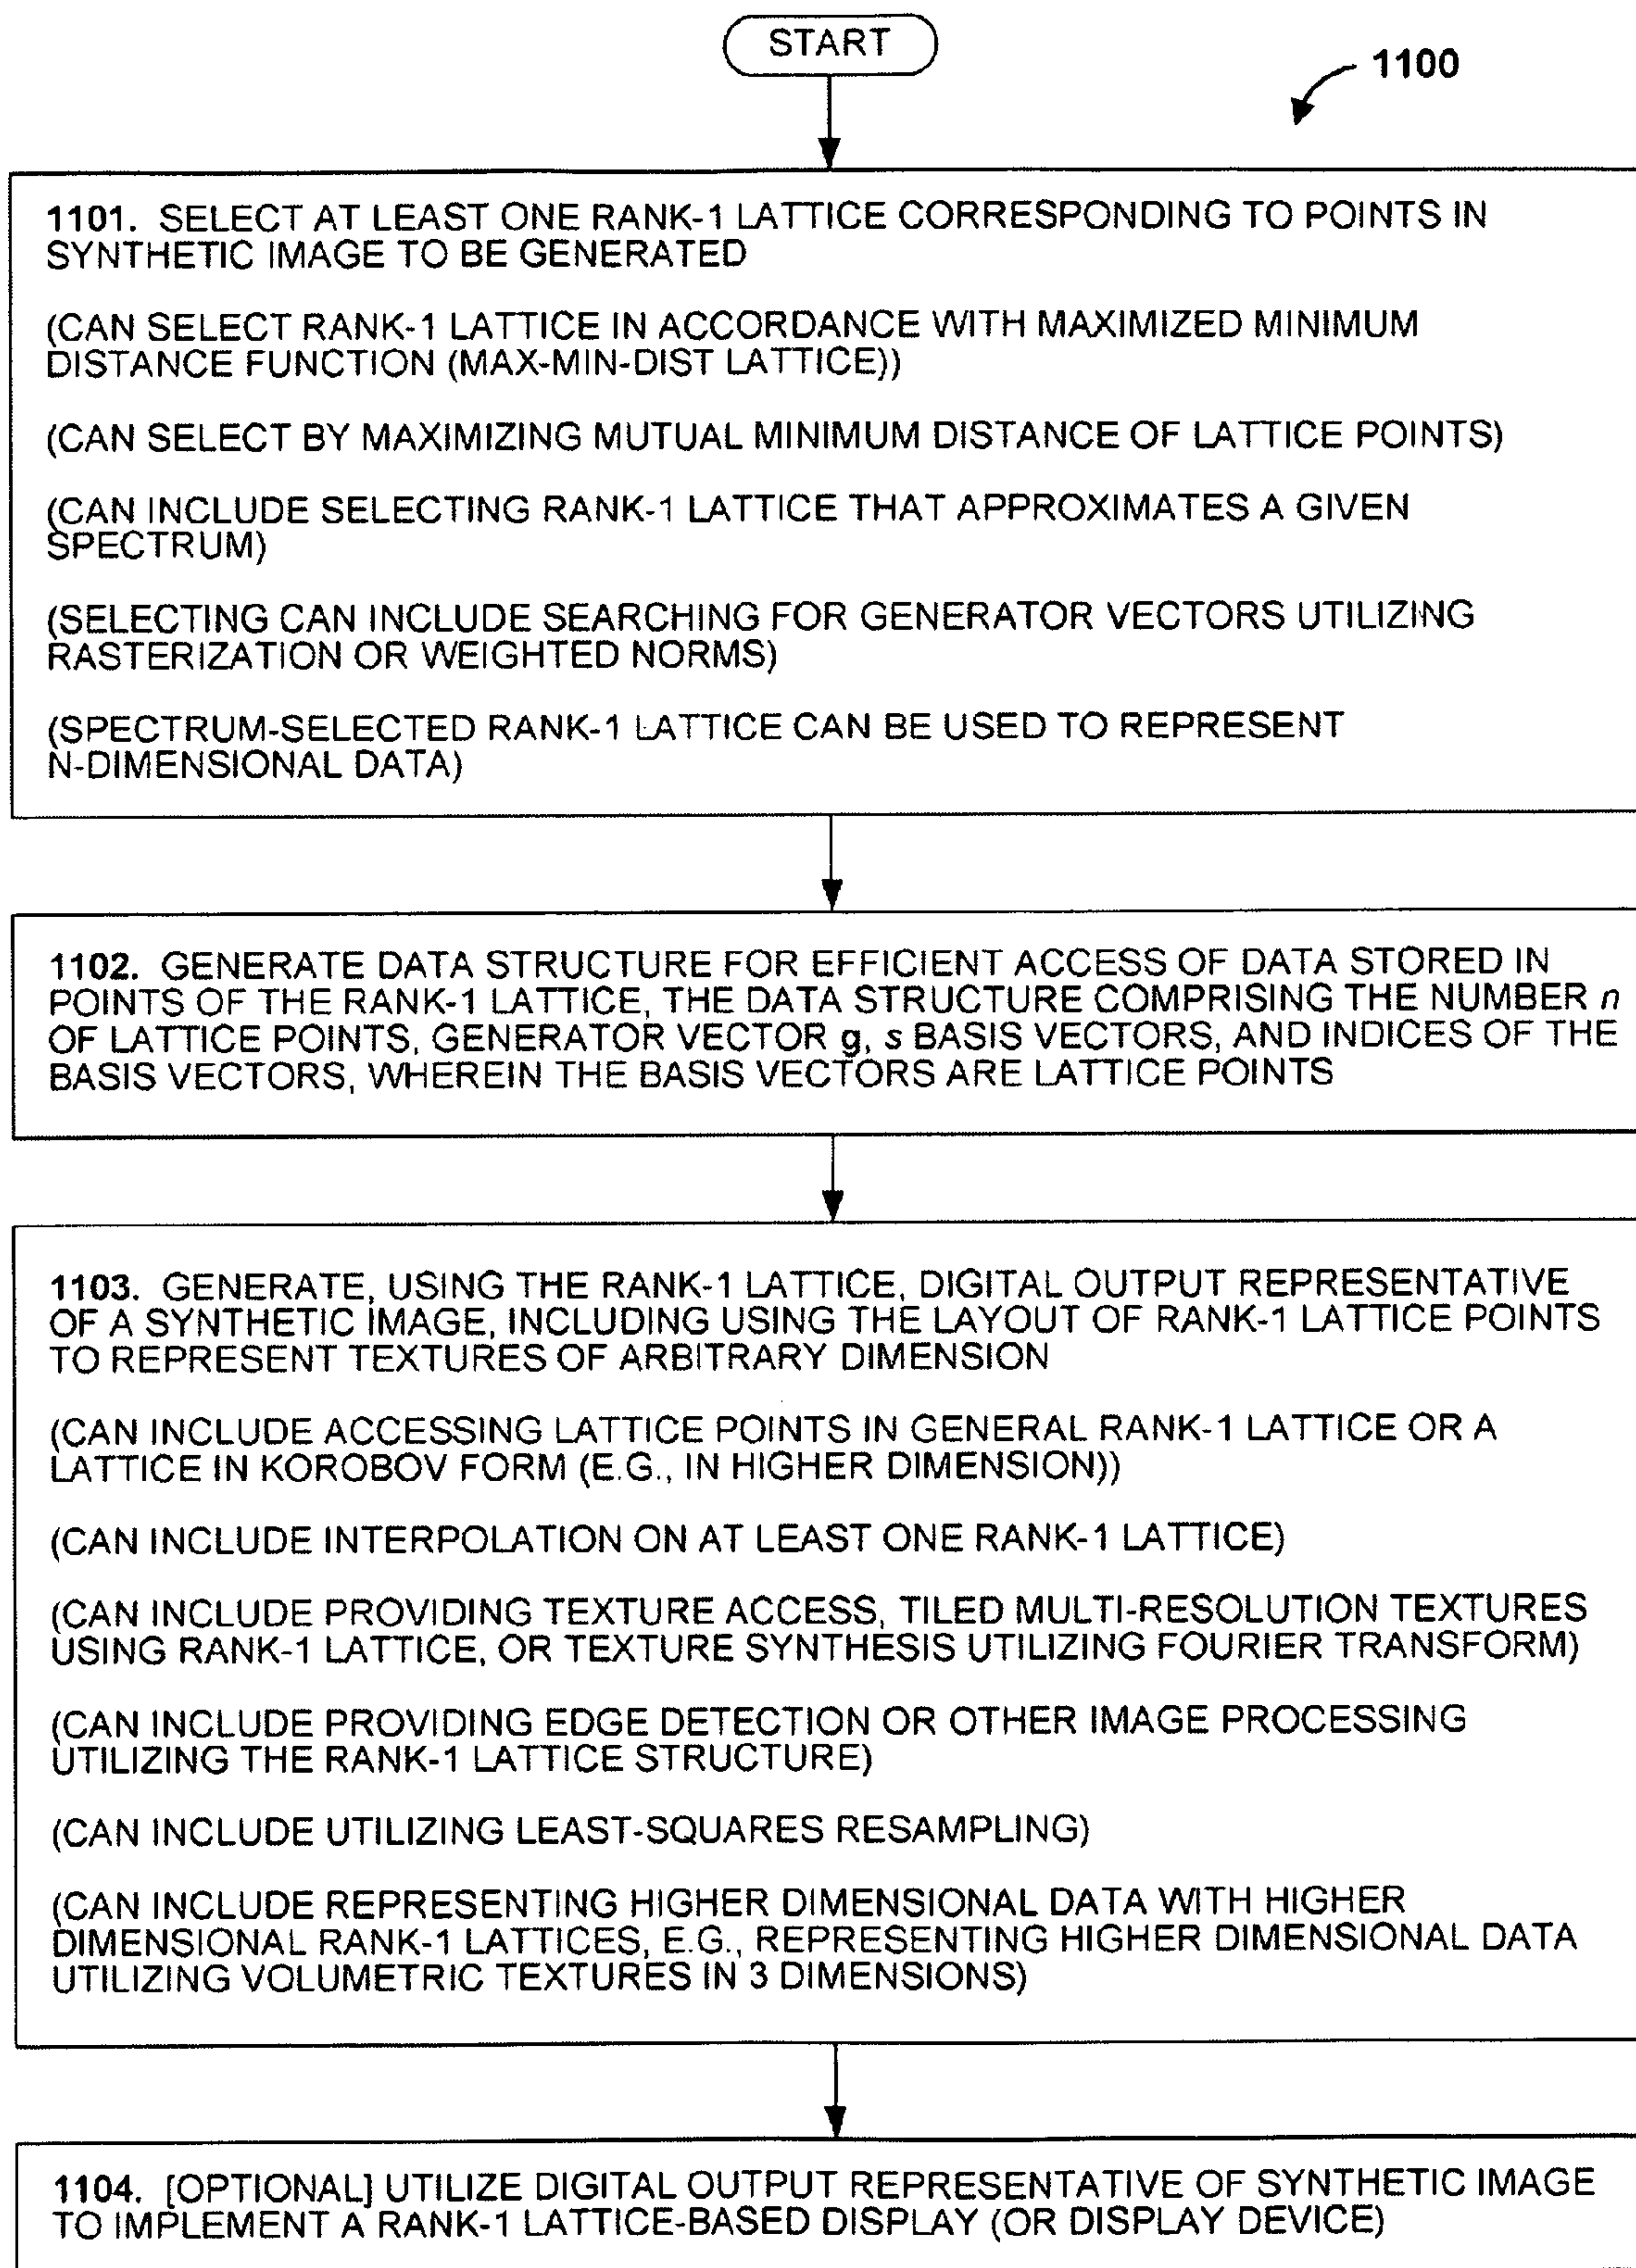 START
1100
1101. SELECT AT LEAST ONE RANK-1 LATTICE CORRESPONDING TO POINTS IN
SYNTHETIC IMAGE TO BE GENERATED
(CAN SELECT RANK-1 LATTICE IN ACCORDANCE WITH MAXIMIZED MINIMUM
DISTANCE FUNCTION (MAX-MIN-DIST LATTICE))
(CAN SELECT BY MAXIMIZING MUTUAL MINIMUM DISTANCE OF LATTICE POINTS)
(CAN INCLUDE SELECTING RANK-1 LATTICE THAT APPROXIMATES A GIVEN
SPECTRUM)
(SELECTING CAN INCLUDE SEARCHING FOR GENERATOR VECTORS UTILIZING
RASTERIZATION OR WEIGHTED NORMS)
(SPECTRUM-SELECTED RANK-1 LATTICE CAN BE USED TO REPRESENT
N-DIMENSIONAL DATA)
1102. GENERATE DATA STRUCTURE FOR EFFICIENT ACCESS OF DATA STORED IN
POINTS OF THE RANK-1 LATTICE, THE DATA STRUCTURE COMPRISING THE NUMBER n
OF LATTICE POINTS, GENERATOR VECTOR g, s BASIS VECTORS, AND INDICES OF THE
BASIS VECTORS, WHEREIN THE BASIS VECTORS ARE LATTICE POINTS
1103. GENERATE, USING THE RANK-1 LATTICE, DIGITAL OUTPUT REPRESENTATIVE
OF A SYNTHETIC IMAGE, INCLUDING USING THE LAYOUT OF RANK-1 LATTICE POINTS
TO REPRESENT TEXTURES OF ARBITRARY DIMENSION
(CAN INCLUDE ACCESSING LATTICE POINTS IN GENERAL RANK-1 LATTICE OR A
LATTICE IN KOROBOV FORM (E.G., IN HIGHER DIMENSION))
(CAN INCLUDE INTERPOLATION ON AT LEAST ONE RANK-1 LATTICE)
(CAN INCLUDE PROVIDING TEXTURE ACCESS, TILED MULTI-RESOLUTION TEXTURES
USING RANK-1 LATTICE, OR TEXTURE SYNTHESIS UTILIZING FOURIER TRANSFORM)
(CAN INCLUDE PROVIDING EDGE DETECTION OR OTHER IMAGE PROCESSING
UTILIZING THE RANK-1 LATTICE STRUCTURE)
(CAN INCLUDE UTILIZING LEAST-SQUARES RESAMPLING)
(CAN INCLUDE REPRESENTING HIGHER DIMENSIONAL DATA WITH HIGHER
DIMENSIONAL RANK-1 LATTICES, E.G., REPRESENTING HIGHER DIMENSIONAL DATA
UTILIZING VOLUMETRIC TEXTURES IN 3 DIMENSIONS)
1104. [OPTIONAL] UTILIZE DIGITAL OUTPUT REPRESENTATIVE OF SYNTHETIC IMAGE
TO IMPLEMENT A RANK-1 LATTICE-BASED DISPLAY (OR DISPLAY DEVICE)